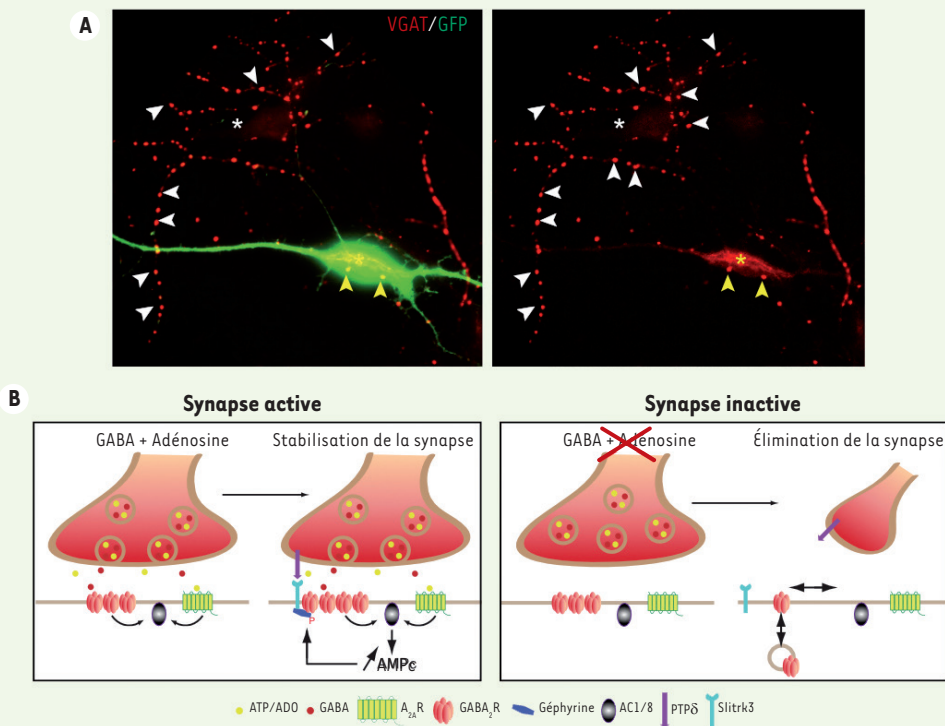 A
VGAT/GFP
B
Synapse active
Synapse inactive
GABA + Adénosine
Stabilisation de la synapse
GABA + Adénosine
Élimination de la synapse
P
AMPc
ATP/ADO GABA A2AR GABA2R Géphyrine AC1/8 PTPδ Slitrk3